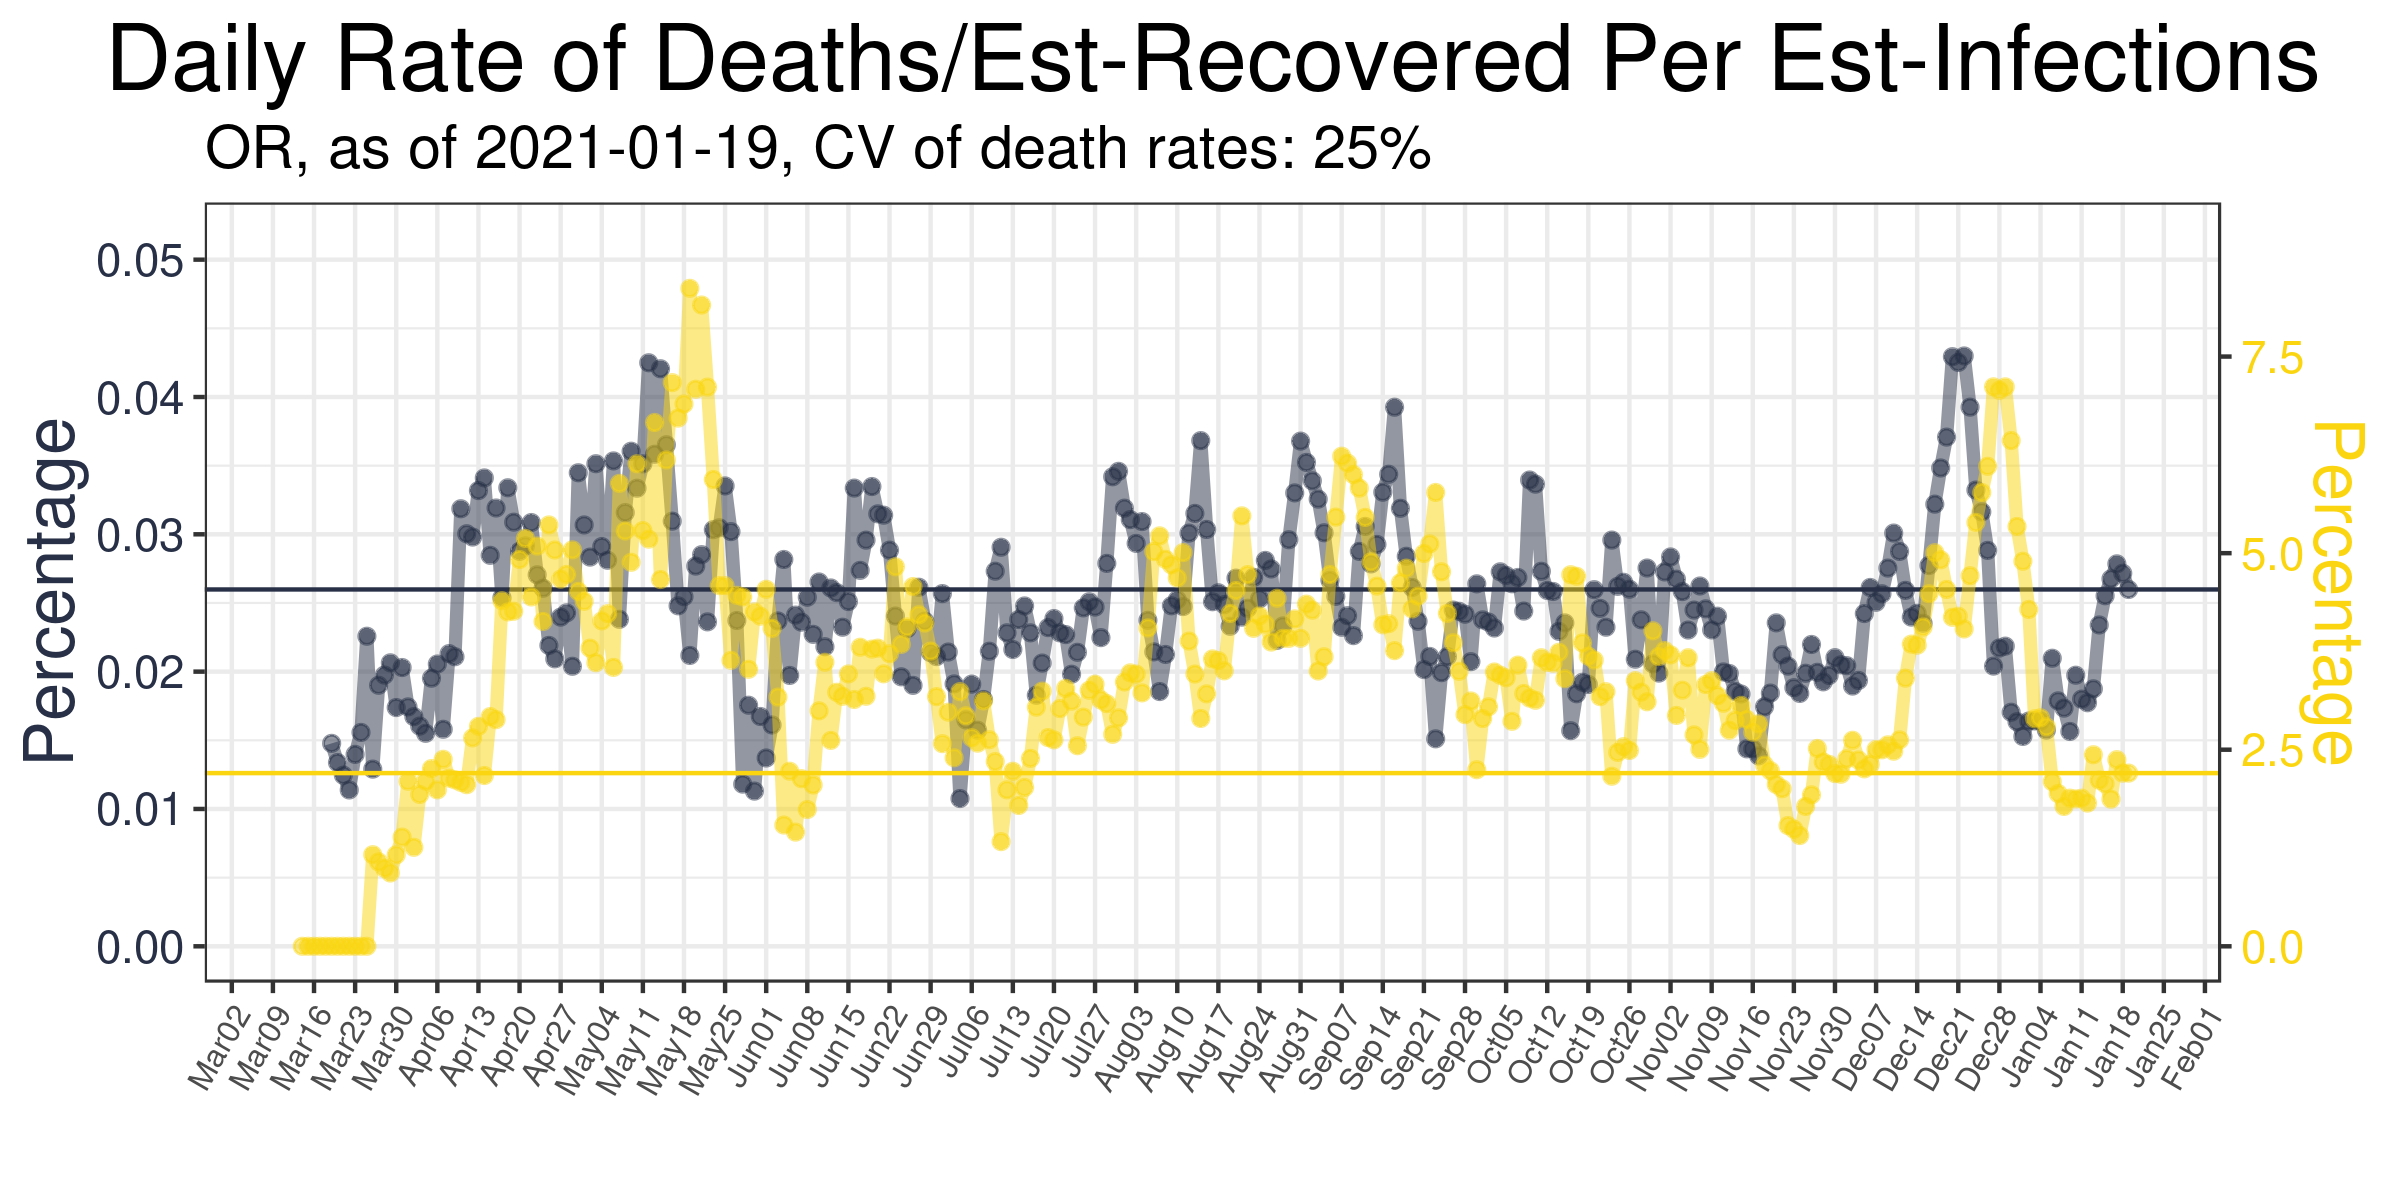 Daily Rate of Deaths/Est-Recovered Per Est-Infections
OR, as of 2021-01-19, CV of death rates: 25%
Percentage
0.05
0.04
0.03
0.02
0.01
0.00
7.5
5.0
2.5
0.0
Percentage
Mar02 Mar09 Mar16 Mar23 Mar30 Apr06 Apr13 Apr20 Apr27 May04 May11 May18 May25 Jun01 Jun08 Jun15 Jun22 Jun29 Jul06 Jul13 Jul20 Jul27 Aug03 Aug10 Aug17 Aug24 Aug31 Sep07 Sep14 Sep21 Sep28 Oct05 Oct12 Oct19 Oct26 Nov02 Nov09 Nov16 Nov23 Nov30 Dec07 Dec14 Dec21 Dec28 Jan04 Jan11 Jan18 Jan25 Feb01